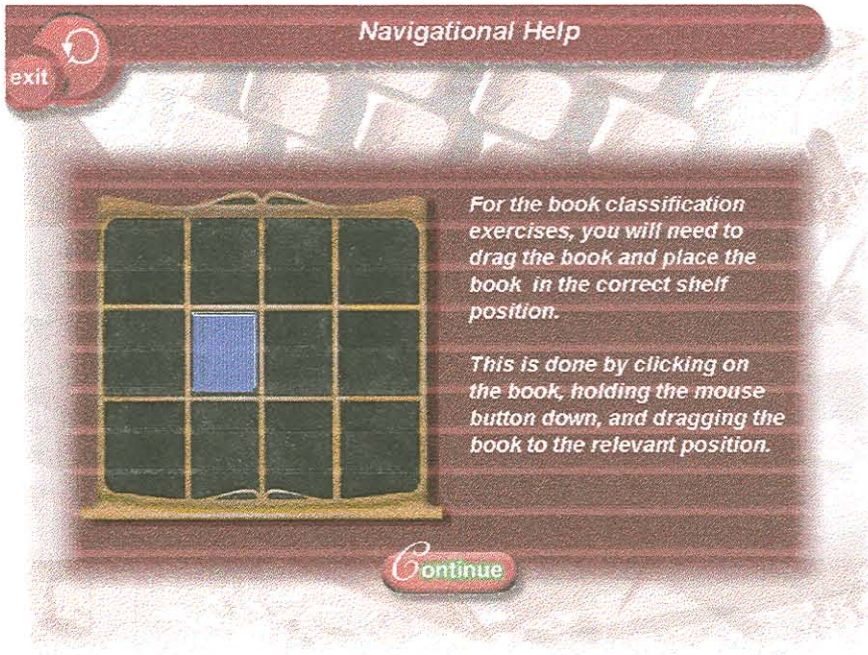 Navigational Help
exit
For the book classification
exercises, you will need to
drag the book and place the
book in the correct shelf
position.
This is done by clicking on
the book, holding the mouse
button down, and dragging the
book to the relevant position.
Continue